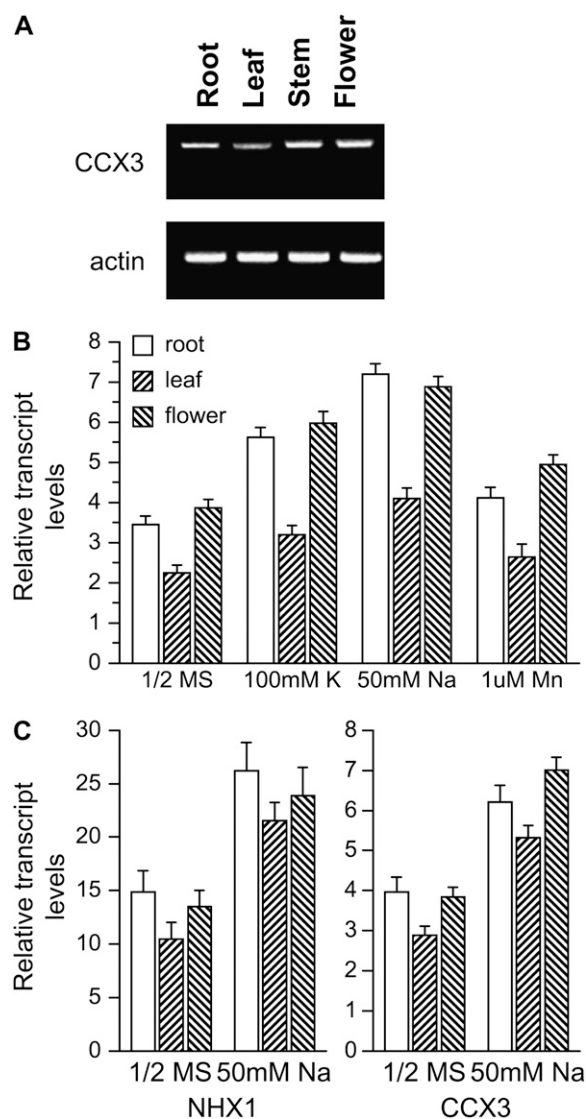 A
Root Leaf Stem Flower
CCX3
actin
B
Relative transcript
levels
8
7
6
5
4
3
2
1
0
root
leaf
flower
1/2 MS 100mM K 50mM Na 1uM Mn
C
Relative transcript
levels
30
25
20
15
10
5
0
1/2 MS 50mM Na
NHX1
Relative transcript
levels
8
7
6
5
4
3
2
1
0
1/2 MS 50mM Na
CCX3